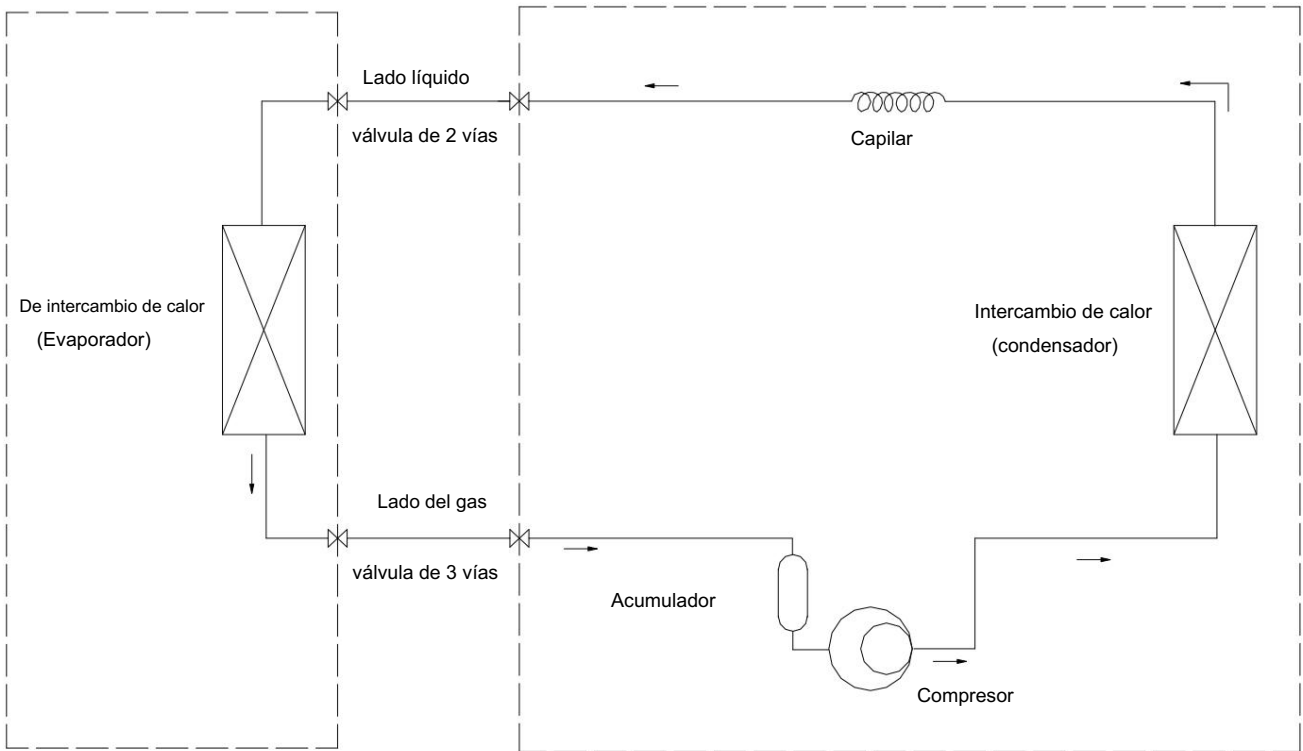 Lado líquido
válvula de 2 vías
Capilar
De intercambio de calor
(Evaporador)
Intercambio de calor
(condensador)
Lado del gas
válvula de 3 vías
Acumulador
Compresor